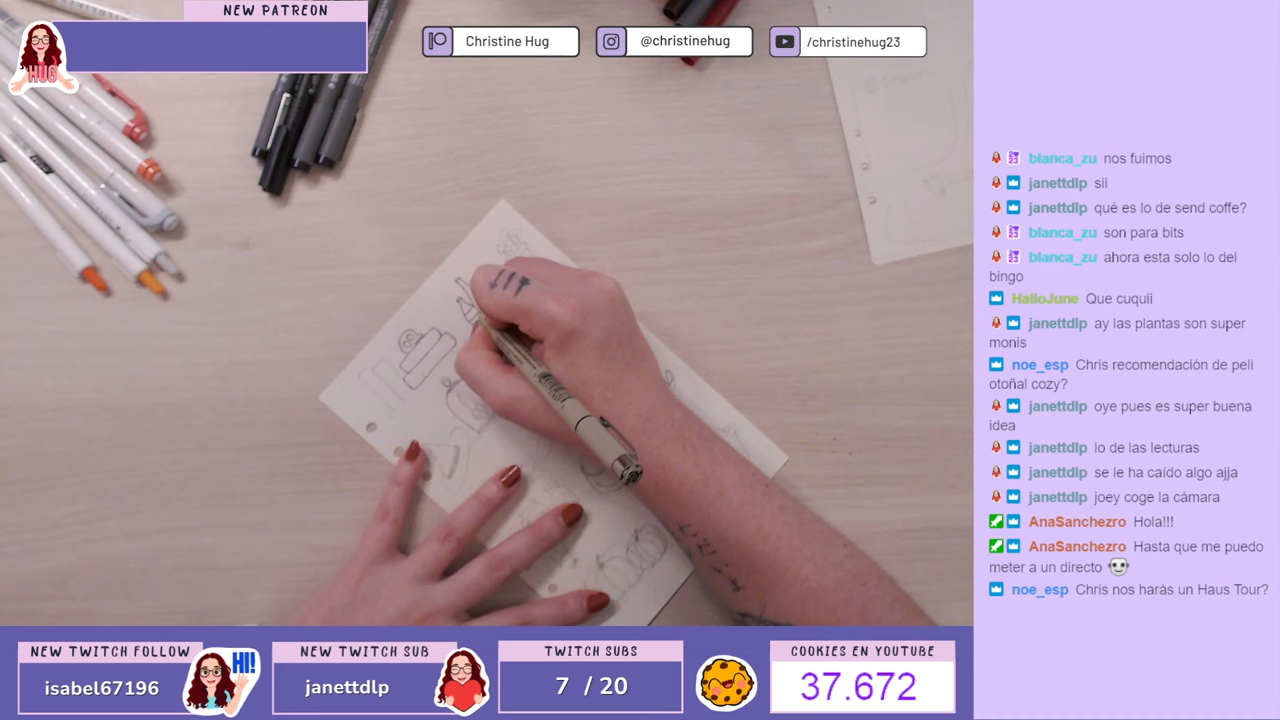 NEW PATREON
HUG
Christine Hug
@christinehug
/christinehug23
blanca_zu nos fuimos
janettdlp sii
janettdlp qué es lo de send coffe?
blanca_zu son para bits
blanca_zu ahora esta solo lo del
bingo
HalloJune Que cuquii
janettdlp ay las plantas son super
monis
noe_esp Chris recomendación de peli
otoñal cozy?
janettdlp oye pues es super buena
idea
janettdlp lo de las lecturas
janettdlp se le ha caído algo ajja
janettdlp joey coge la cámara
AnaSanchezro Hola!!!
AnaSanchezro Hasta que me puedo
meter a un directo
noe_esp Chris nos harás un Haus Tour?
NEW TWITCH FOLLOW
isabel67196
HI!
NEW TWITCH SUB
janettdlp
TWITCH SUBS
7 / 20
COOKIES EN YOUTUBE
37.672